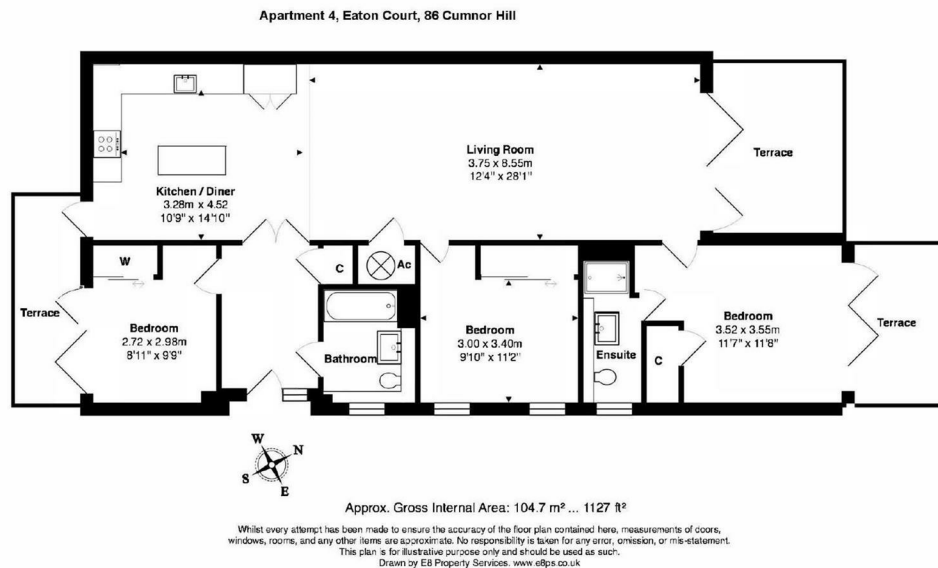 Apartment 4, Eaton Court, 86 Cumnor Hill
Kitchen / Diner
3.28m x 4.52
10'9" x 14'10"
Living Room
3.75 x 8.55m
12'4" x 28'1"
Terrace
W
C
Ac
Terrace
Bedroom
2.72 x 2.98m
8'11" x 9'9"
Bathroom
Bedroom
3.00 x 3.40m
9'10" x 11'2"
Ensuite
C
Bedroom
3.52 x 3.55m
11'7" x 11'8"
Terrace
W
N
S
E
Approx. Gross Internal Area: 104.7 m² ... 1127 ft²
Whilst every attempt has been made to ensure the accuracy of the floor plan contained here, measurements of doors,
windows, rooms, and any other items are approximate. No responsibility is taken for any error, omission, or mis-statement.
This plan is for illustrative purpose only and should be used as such.
Drawn by E8 Property Services. www.e8ps.co.uk